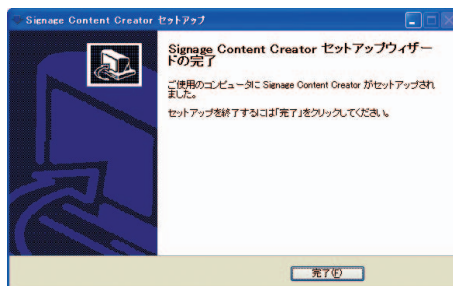 Signage Content Creator セットアップ
Signage Content Creator セットアップウィザー
ドの完了
ご使用のコンピュータに Signage Content Creator がセットアップされ
ました。
セットアップを終了するには「完了」をクリックしてください。
完了(F)